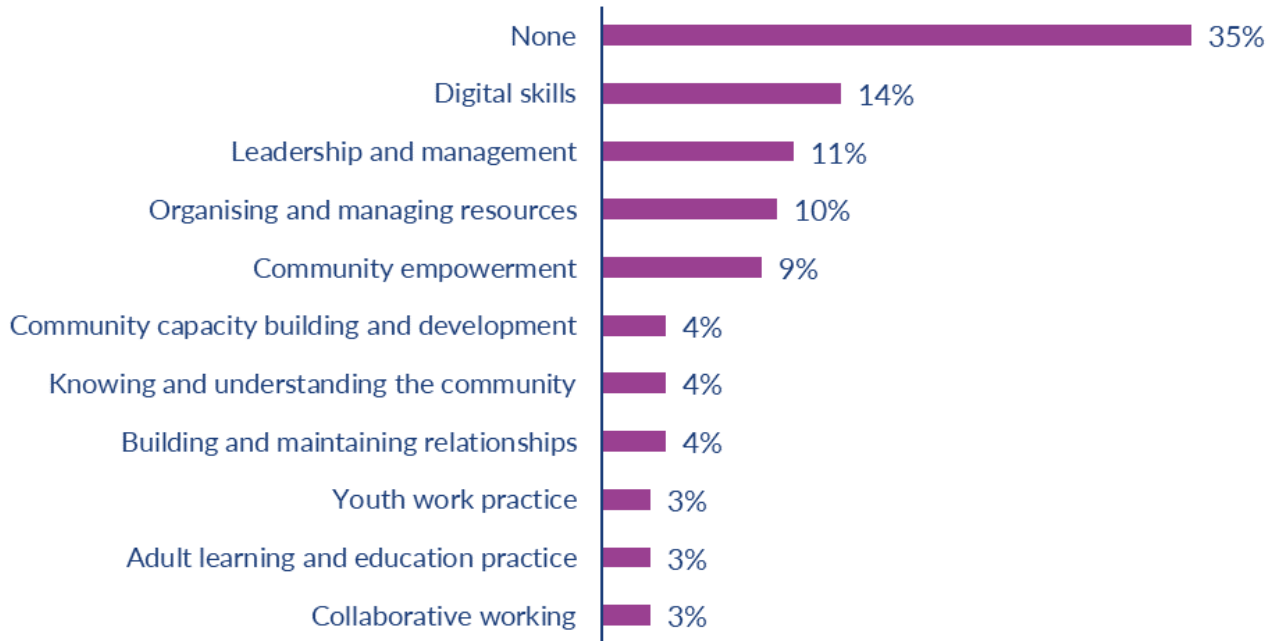 None 35%
Digital skills 14%
Leadership and management 11%
Organising and managing resources 10%
Community empowerment 9%
Community capacity building and development 4%
Knowing and understanding the community 4%
Building and maintaining relationships 4%
Youth work practice 3%
Adult learning and education practice 3%
Collaborative working 3%